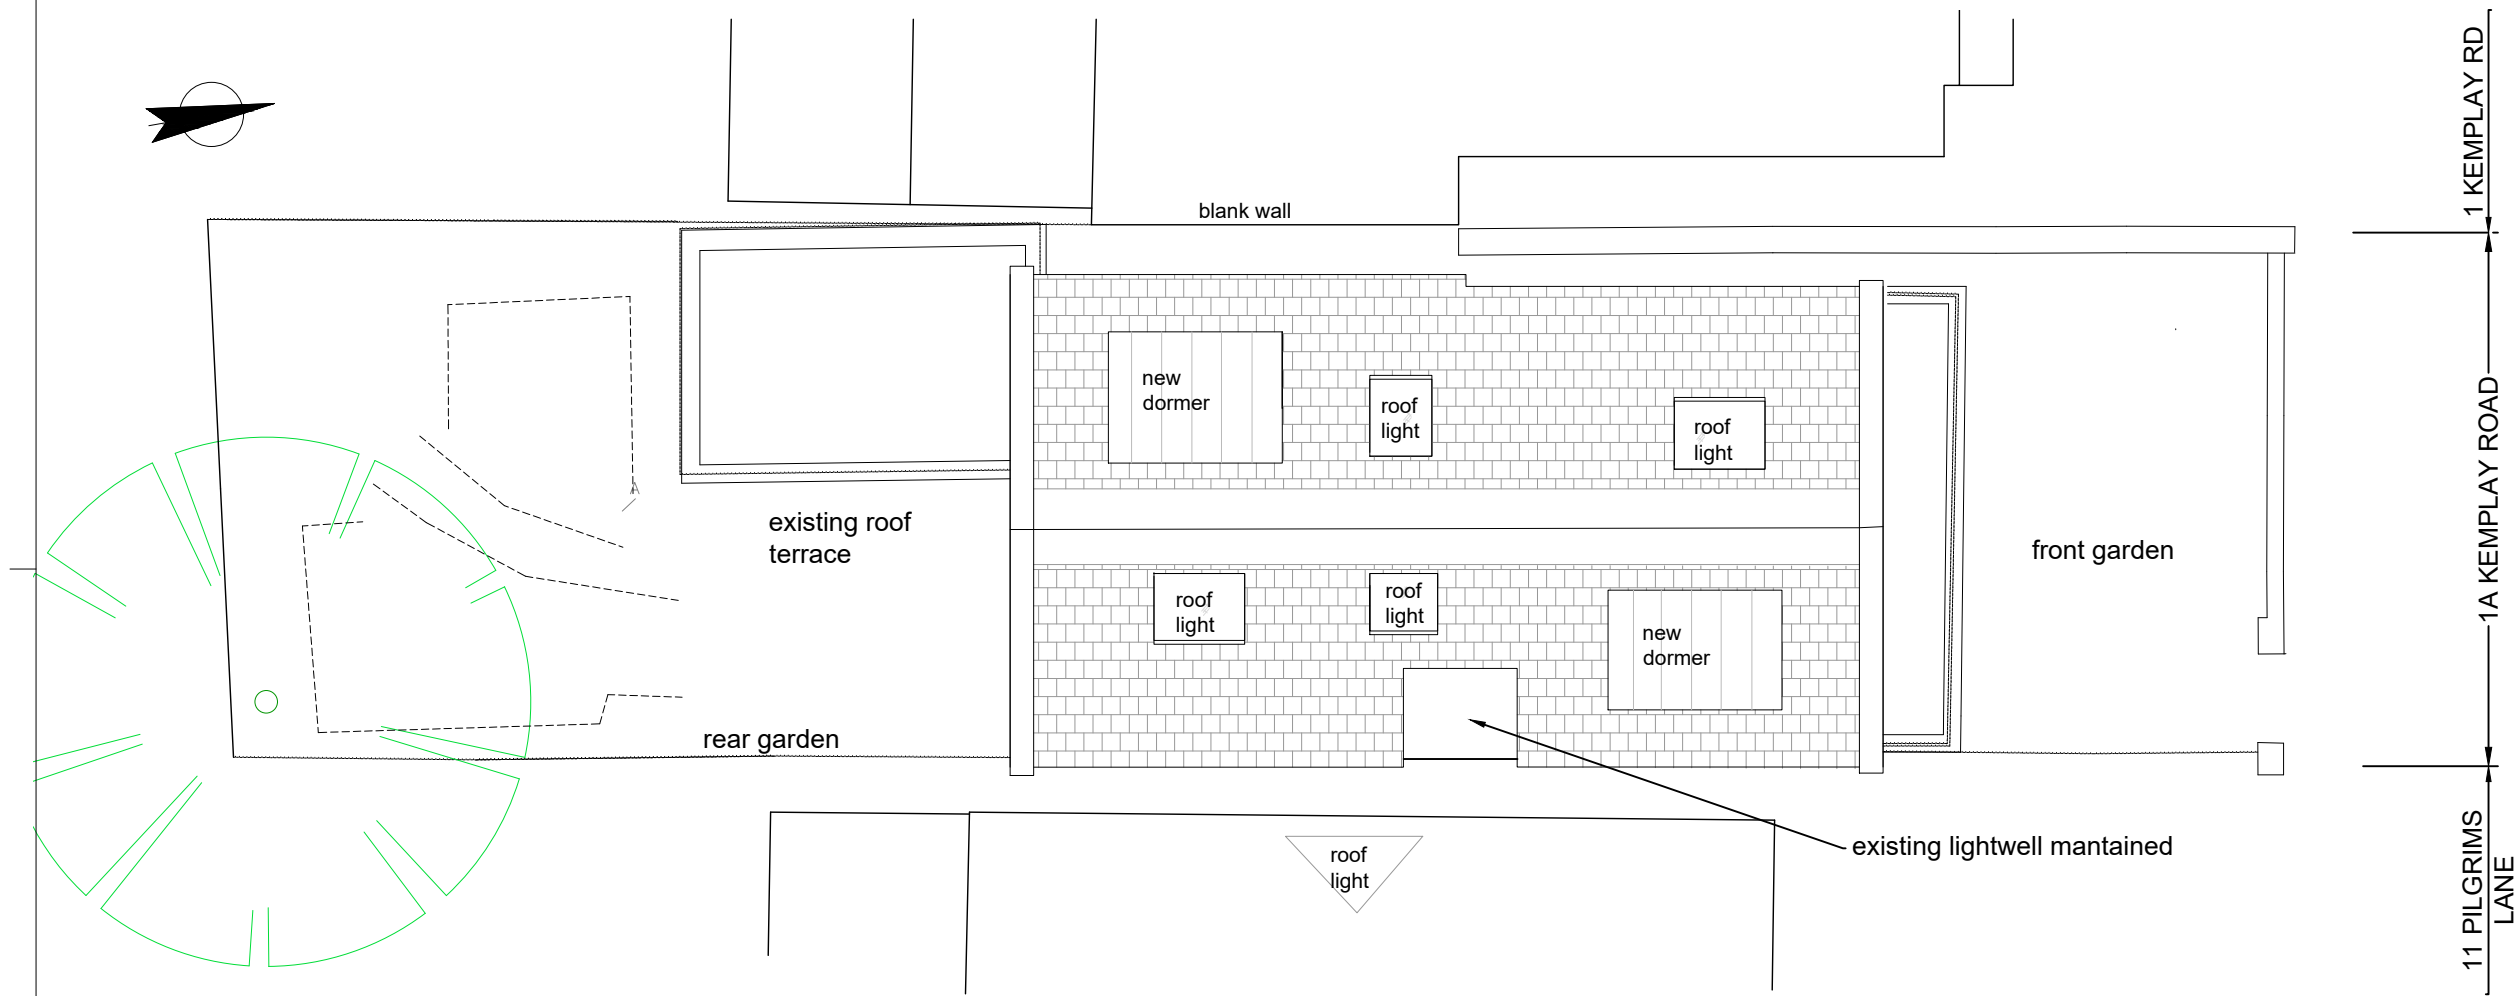 1 KEMPLAY RD
blank wall
new
dormer
roof
light
roof
light
1A KEMPLAY ROAD
existing roof
terrace
front garden
roof
light
roof
light
new
dormer
rear garden
existing lightwell mantained
roof
light
11 PILGRIMS
LANE